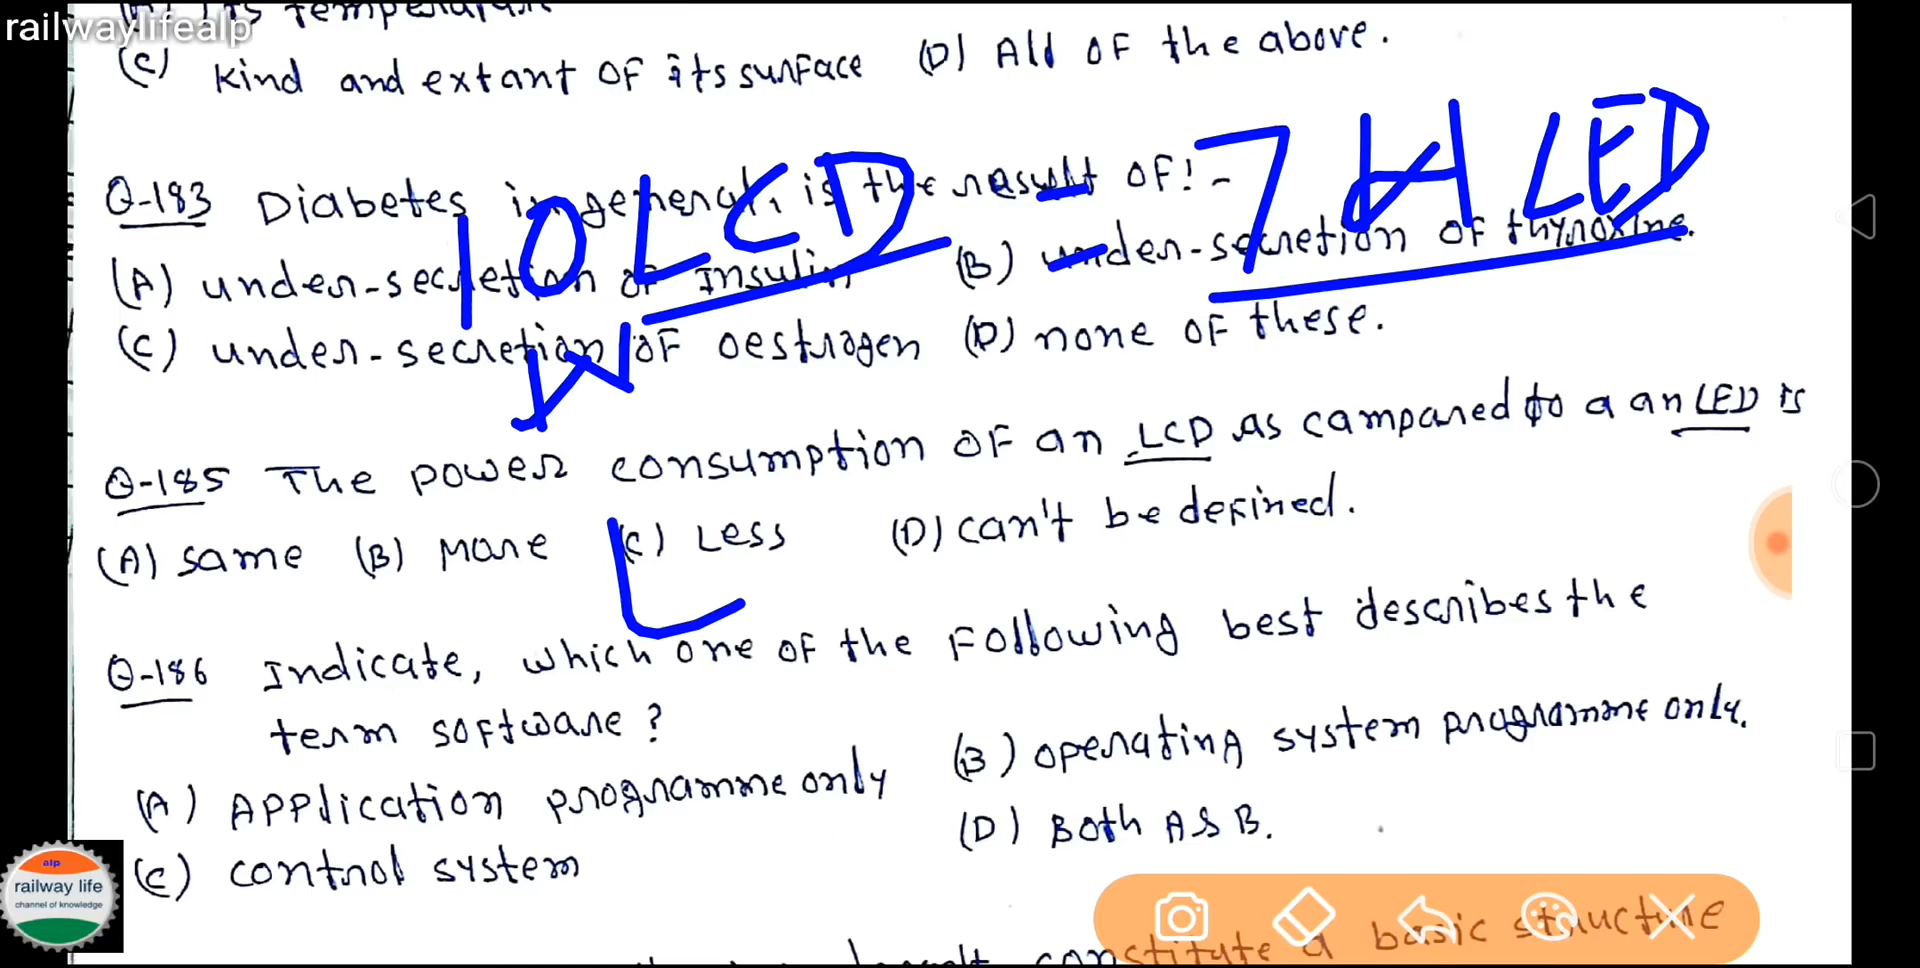 railwaylifealp
(C) Kind and extant of its surface (D) All of the above.
Q-183 Diabetes in general, is the result of:-
(A) under-secretion of Insulin (B) under-secretion of thyroxine.
(C) under-secretion of oestrogen (D) none of these.
10 LCD
7 W LED
W
Q-185 The power consumption of an LCD as compared to a an LED is
(A) same (B) More (C) Less (D) can't be defined.
Q-186 Indicate, which one of the Following best describes the
term software?
(A) Application programme only (B) operating system programme only.
(C) control system (D) Both A & B.
constitute a basic structure
alp
railway life
channel of knowledge